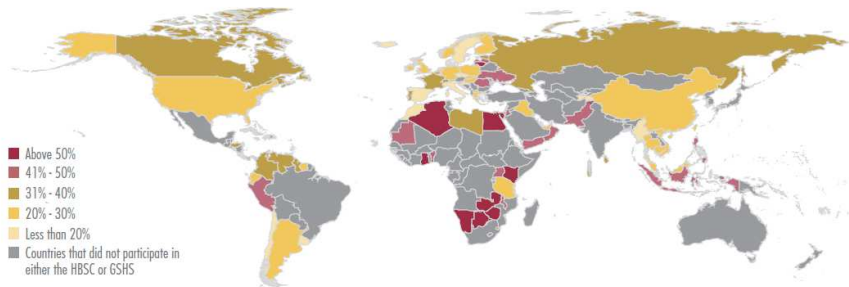 Above 50%
41% - 50%
31% - 40%
20% - 30%
Less than 20%
Countries that did not participate in
either the HBSC or GSHS